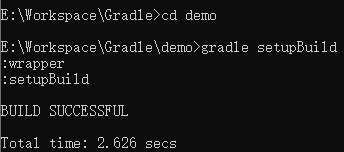 E:\Workspace\Gradle>cd demo
E:\Workspace\Gradle\demo>gradle setupBuild
:wrapper
:setupBuild
BUILD SUCCESSFUL
Total time: 2.626 secs